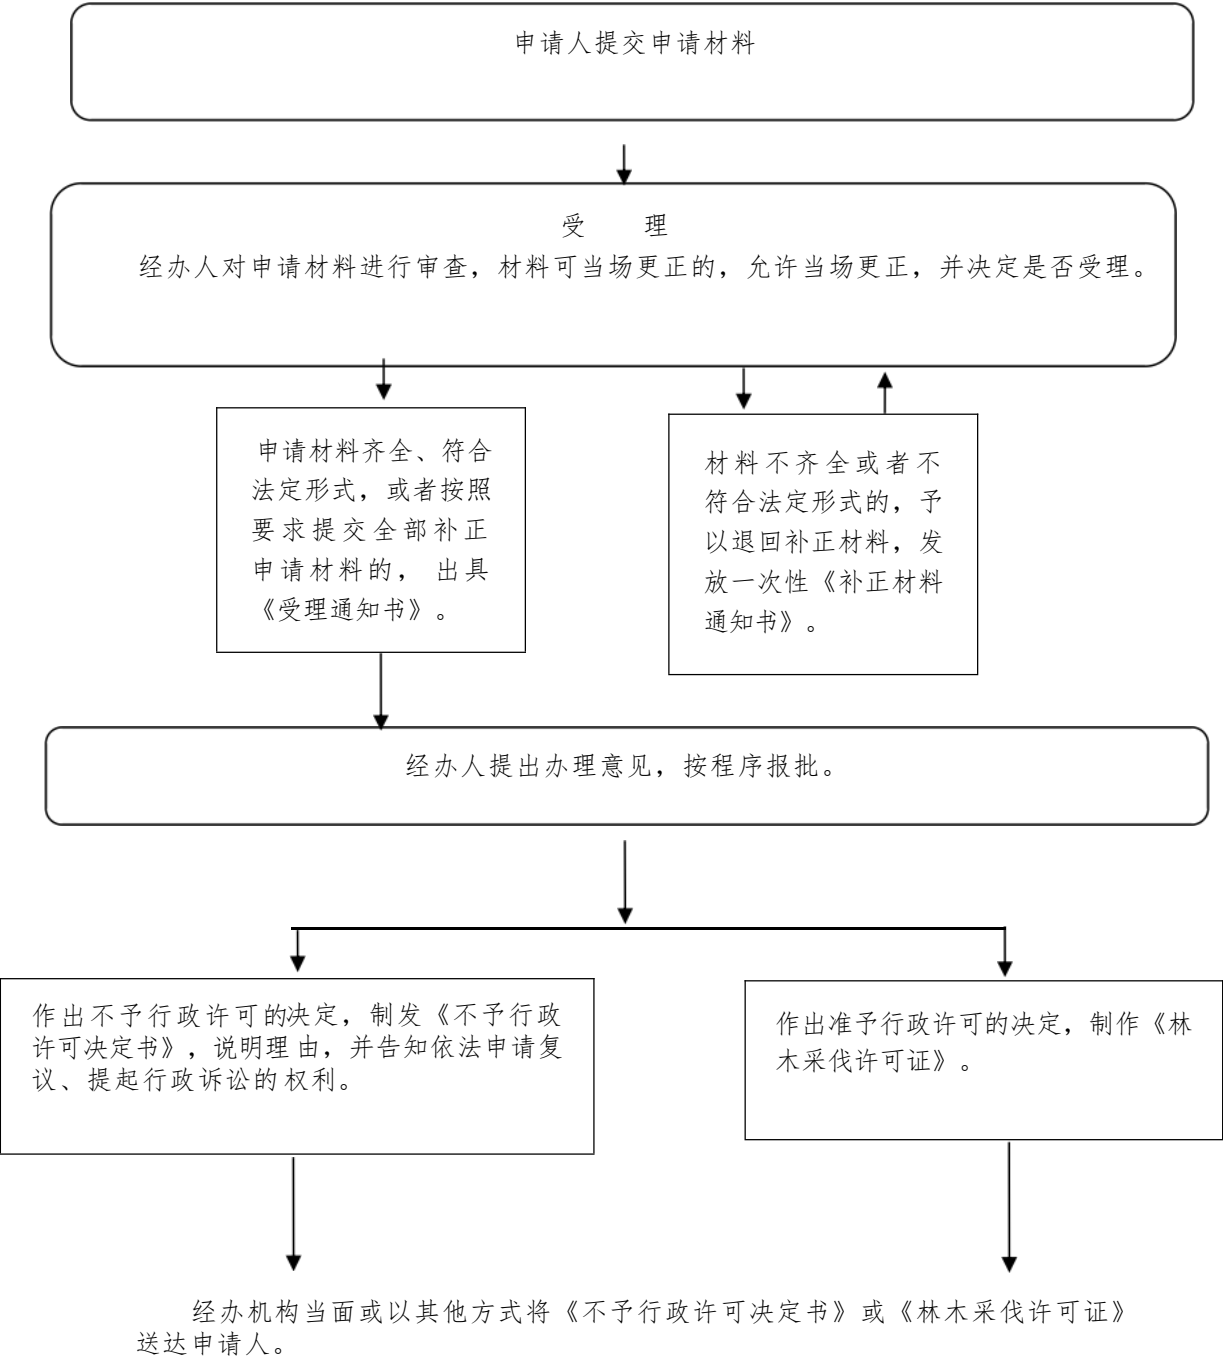 申请人提交申请材料
受 理
经办人对申请材料进行审查，材料可当场更正的，允许当场更正，并决定是否受理。
申请材料齐全、符合
法定形式，或者按照
要求提交全部补正
申请材料的， 出具
《受理通知书》。
材料不齐全或者不
符合法定形式的，予
以退回补正材料，发
放一次性《补正材料
通知书》。
经办人提出办理意见，按程序报批。
作出不予行政许可的决定，制发《不予行政
许可决定书》，说明理由，并告知依法申请复
议、提起行政诉讼的权利。
作出准予行政许可的决定，制作《林
木采伐许可证》。
经办机构当面或以其他方式将《不予行政许可决定书》或《林木采伐许可证》
送达申请人。